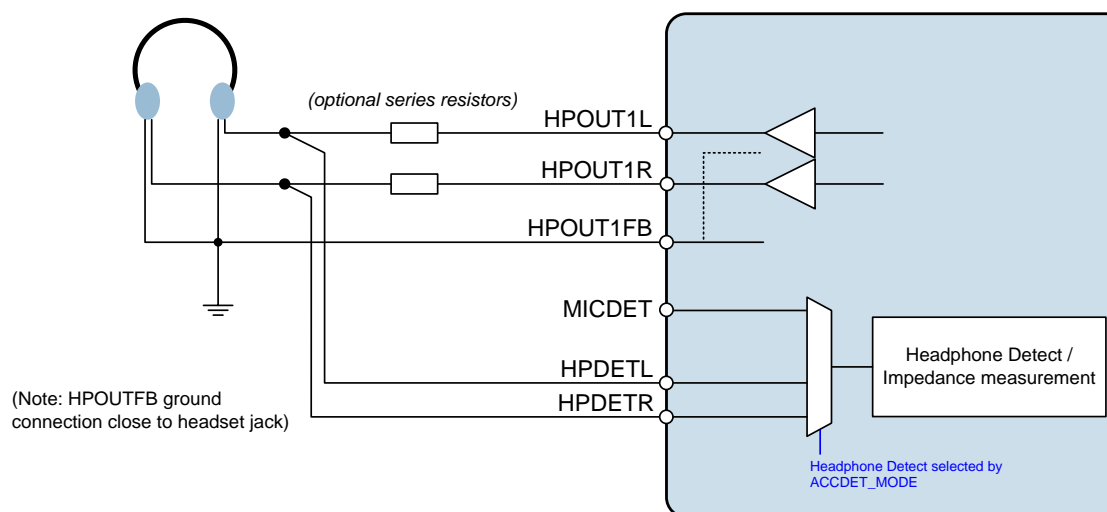 (optional series resistors)
HPOUT1L
HPOUT1R
HPOUT1FB
MICDET
HPDETL
HPDETR
Headphone Detect /
Impedance measurement
(Note: HPOUTFB ground
connection close to headset jack)
Headphone Detect selected by
ACCDET_MODE